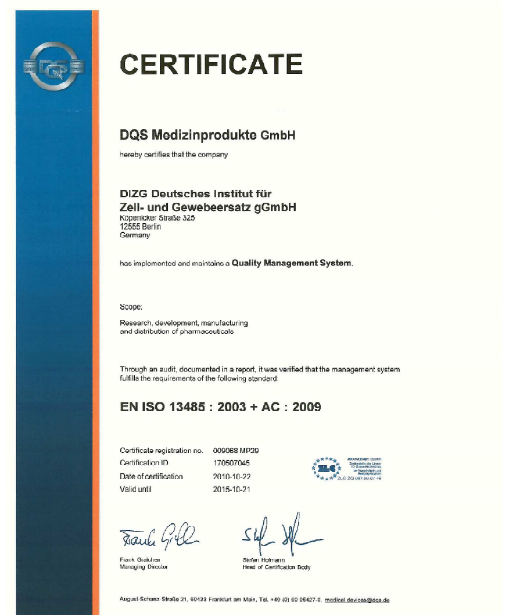 DQS
CERTIFICATE
DQS Medizinprodukte GmbH
hereby certifies that the company
DIZG Deutsches Institut für
Zell- und Gewebeersatz gGmbH
Köpenicker Straße 325
12555 Berlin
Germany
has implemented and maintains a Quality Management System.
Scope:
Research, development, manufacturing
and distribution of pharmaceuticals
Through an audit, documented in a report, it was verified that the management system
fulfills the requirements of the following standard:
EN ISO 13485 : 2003 + AC : 2009
Certificate registration no. 009088 MP29
Certification ID 170507045
Date of certification 2010-10-22
Valid until 2015-10-21
ZLG
Frank Graichen
Managing Director
Stefan Hofmann
Head of Certification Body
August-Schanz Straße 21, 60433 Frankfurt am Main, Tel. +49 (0) 69 95427-0, medical.devices@dqs.de